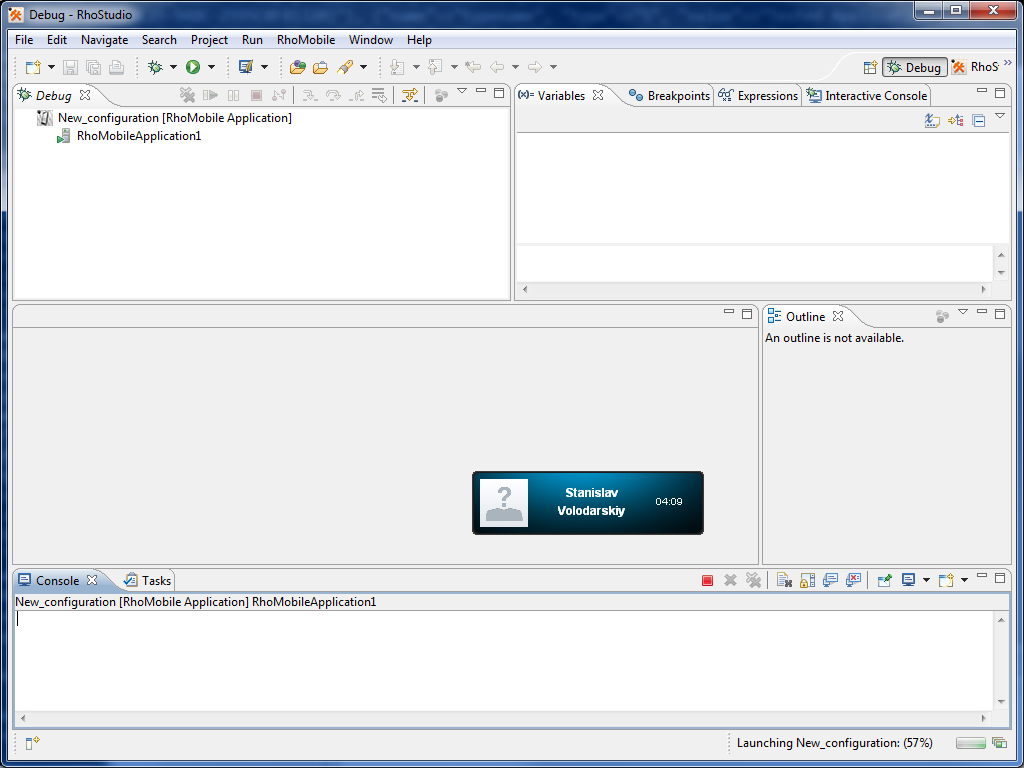 Debug - RhoStudio
File Edit Navigate Search Project Run RhoMobile Window Help
Debug RhoS
Debug
New_configuration [RhoMobile Application]
RhoMobileApplication1
(x)= Variables Breakpoints Expressions Interactive Console
Outline
An outline is not available.
Stanislav
Volodarskiy
04:09
Console Tasks
New_configuration [RhoMobile Application] RhoMobileApplication1
Launching New_configuration: (57%)